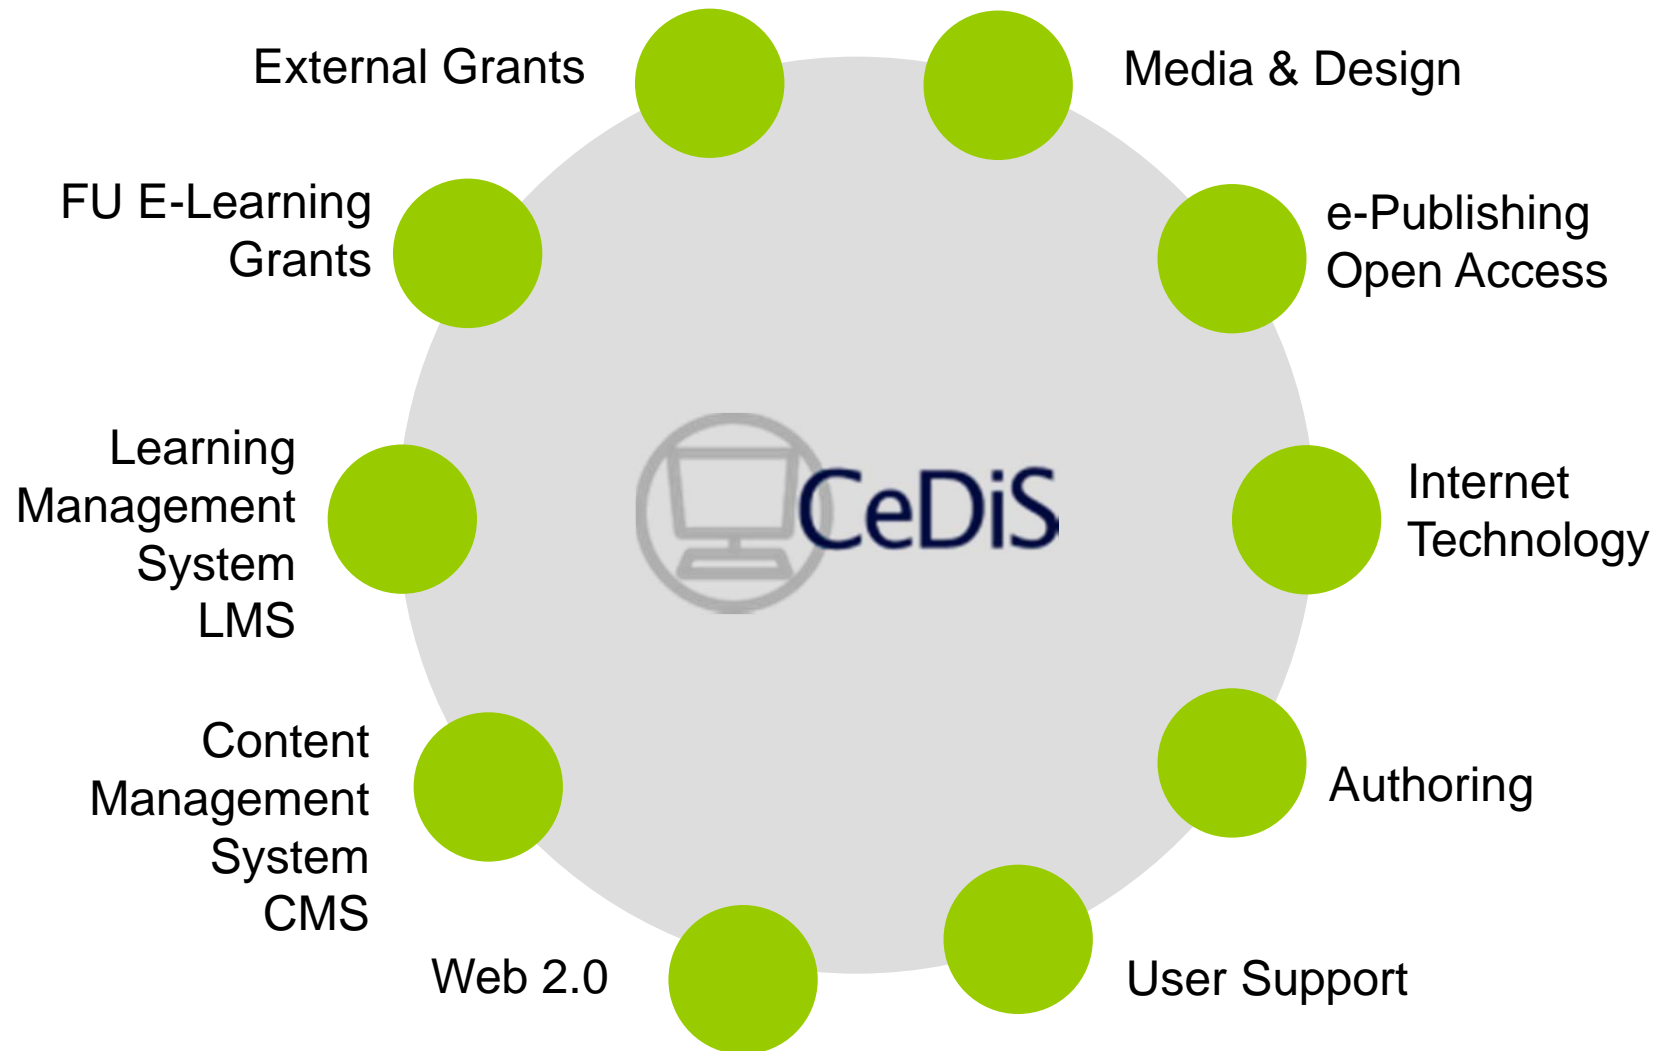 External Grants
Media & Design
FU E-Learning
Grants
e-Publishing
Open Access
Learning
Management
System
LMS
CeDiS
Internet
Technology
Content
Management
System
CMS
Authoring
Web 2.0
User Support